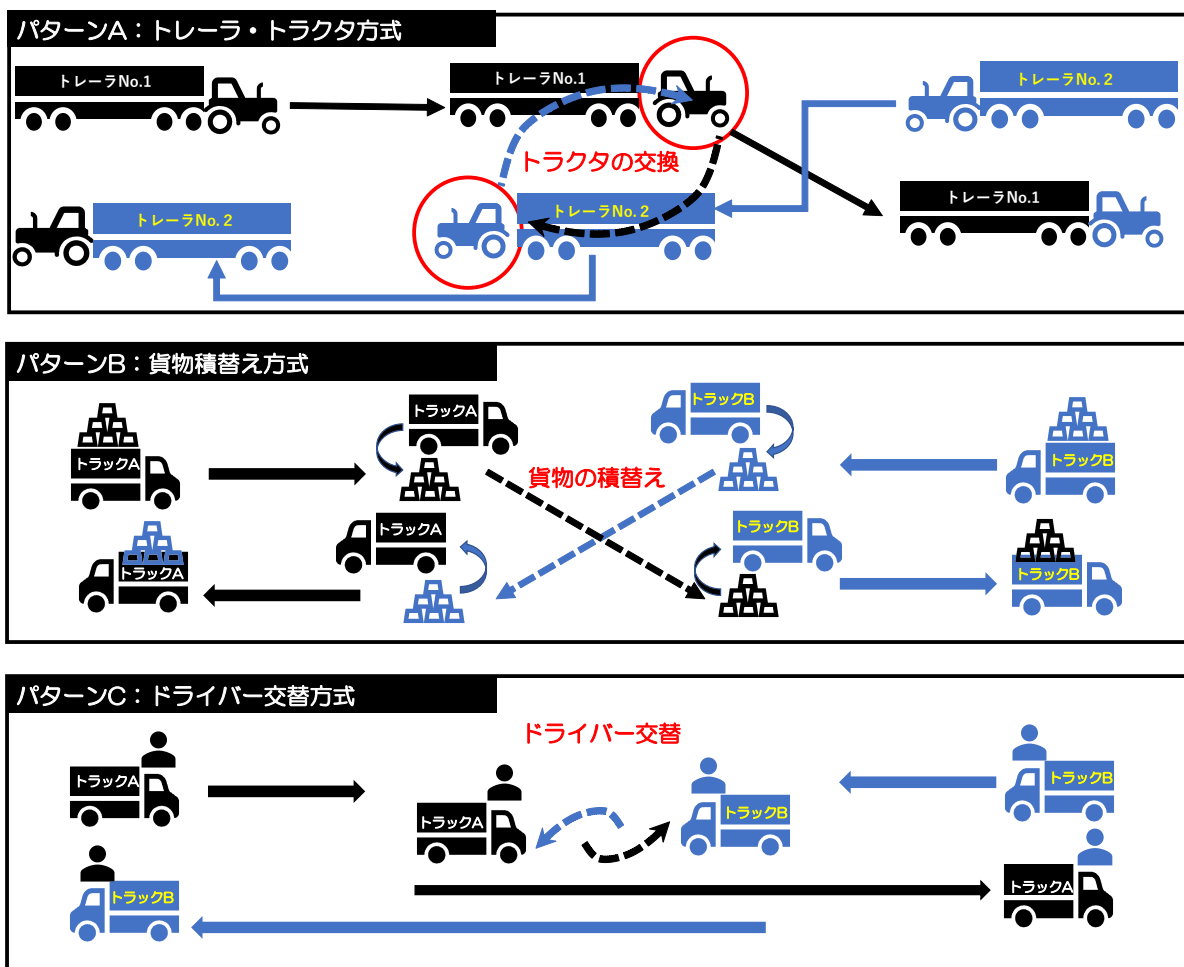 パターンA：トレーラ・トラクタ方式
トレーラNo.1
トレーラNo.1
トレーラNo.2
トラクタの交換
トレーラNo.2
トレーラNo.2
トレーラNo.1
パターンB：貨物積替え方式
トラックA
トラックB
トラックA
トラックB
貨物の積替え
トラックA
トラックB
トラックA
トラックB
パターンC：ドライバー交替方式
ドライバー交替
トラックA
トラックB
トラックA
トラックB
トラックB
トラックA